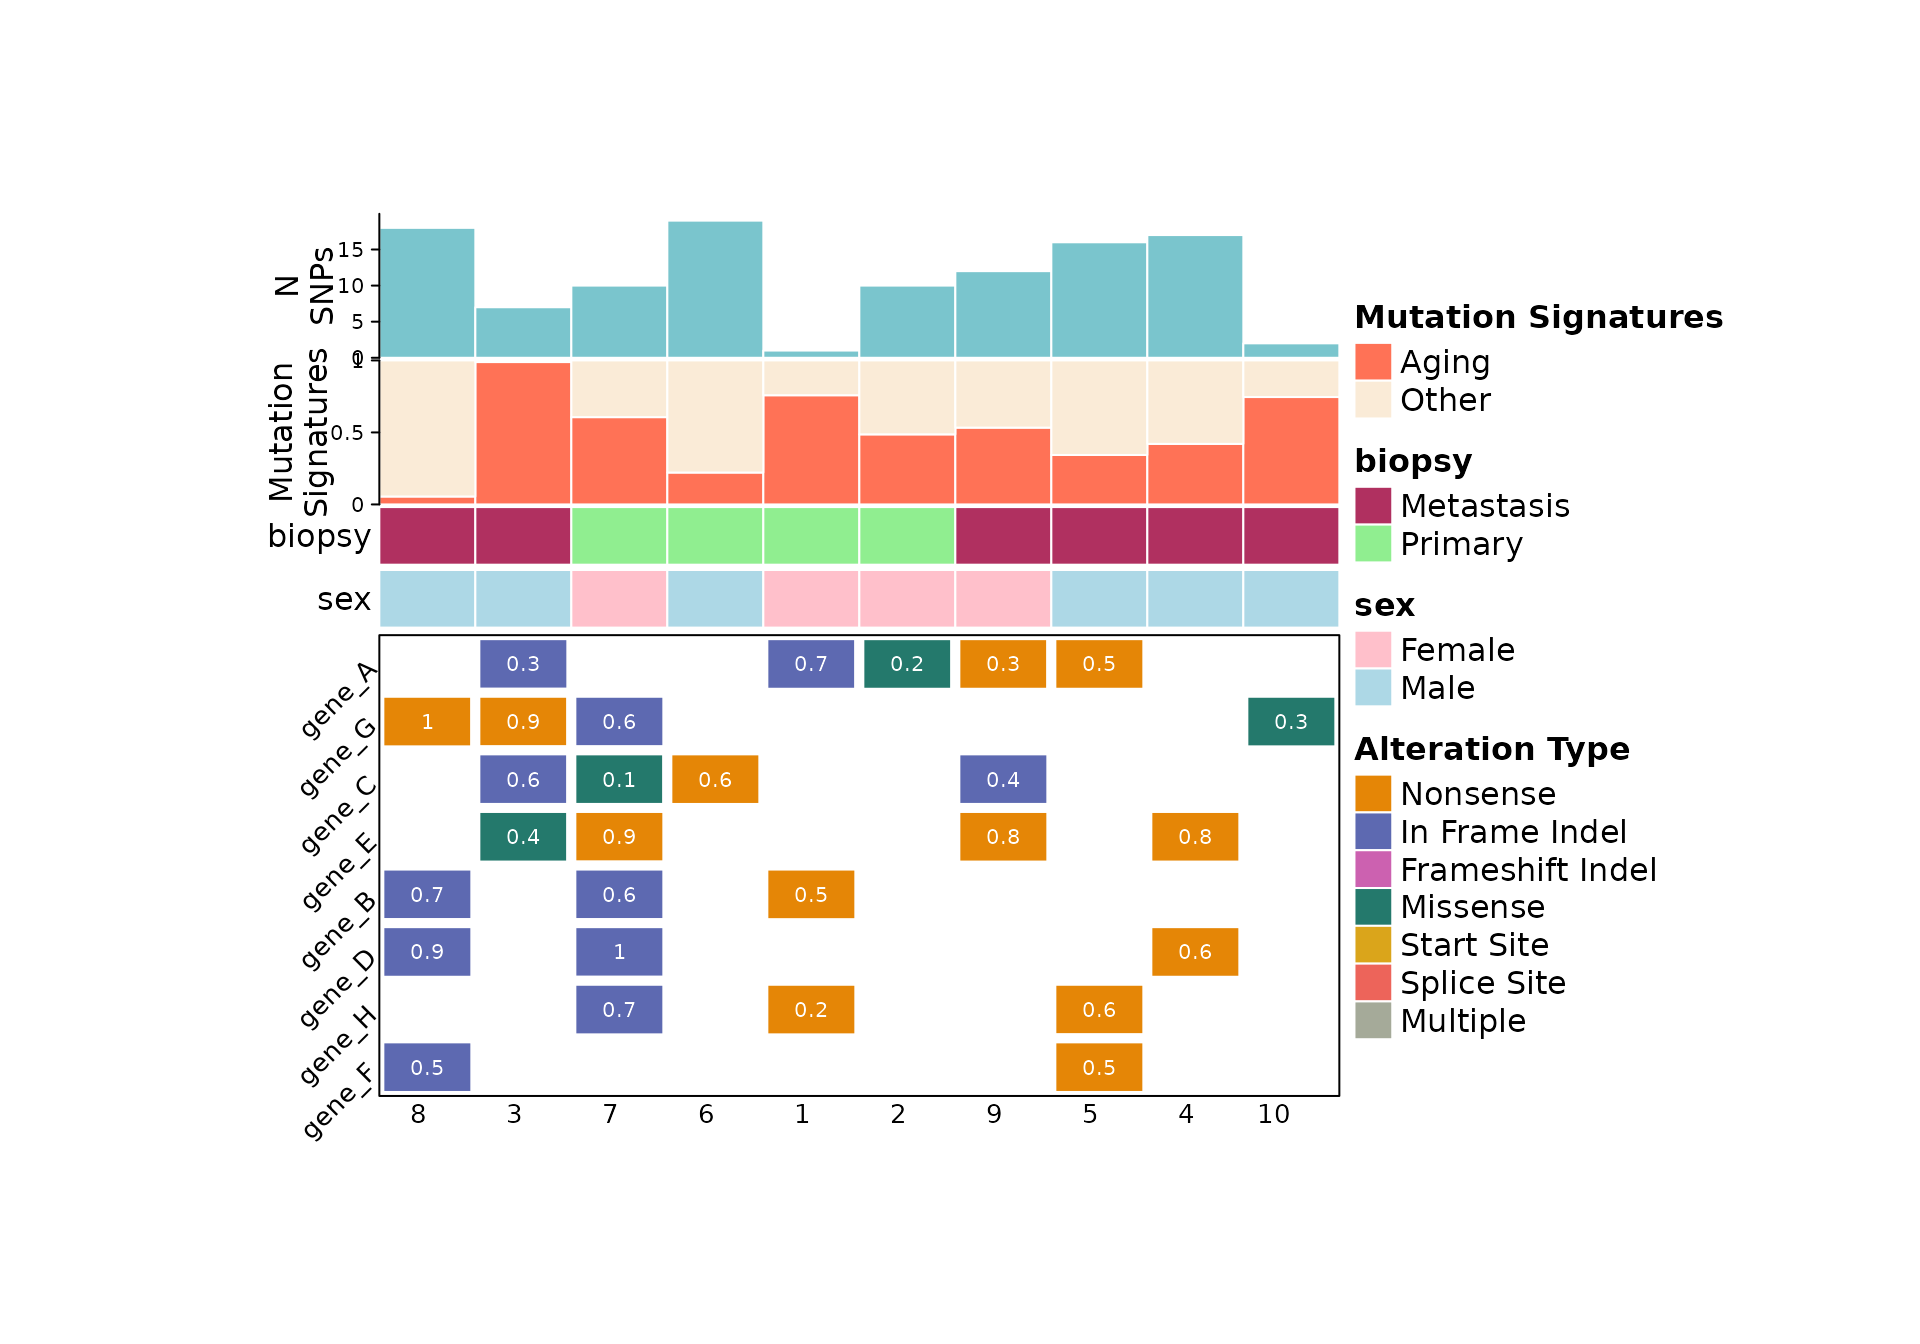 N
SNPs
15
10
5
0
Mutation
Signatures
1
0.5
0
biopsy
sex
gene_A
0.3
0.7
0.2
0.3
0.5
gene_G
1
0.9
0.6
0.3
gene_C
0.6
0.1
0.6
0.4
gene_E
0.4
0.9
0.8
0.8
gene_B
0.7
0.6
0.5
gene_D
0.9
1
0.6
gene_H
0.7
0.2
0.6
gene_F
0.5
0.5
8 3 7 6 1 2 9 5 4 10
Mutation Signatures
Aging
Other
biopsy
Metastasis
Primary
sex
Female
Male
Alteration Type
Nonsense
In Frame Indel
Frameshift Indel
Missense
Start Site
Splice Site
Multiple